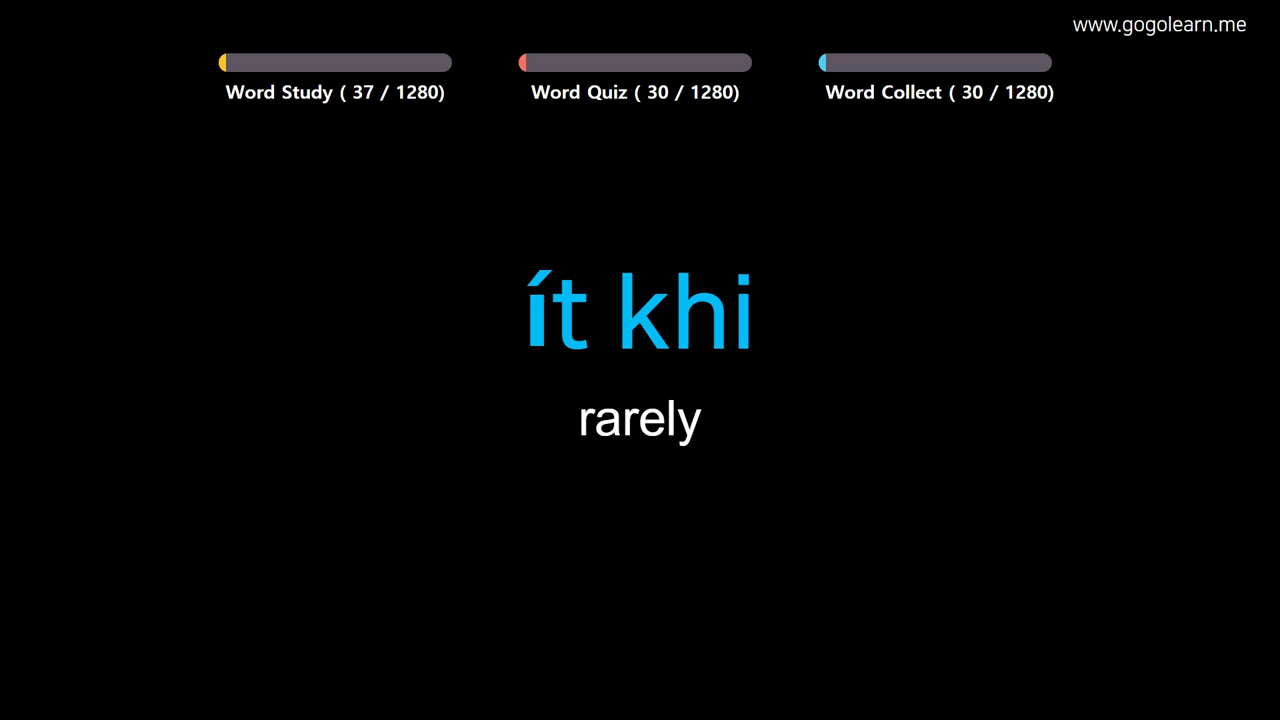 www.gogolearn.me
Word Study ( 37 / 1280)
Word Quiz ( 30 / 1280)
Word Collect ( 30 / 1280)
ít khi
rarely